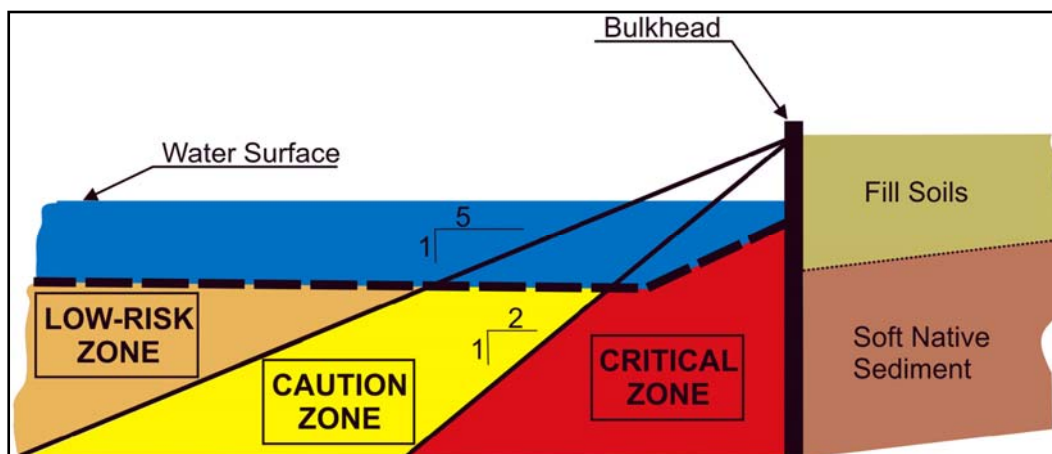 Bulkhead
Water Surface
Fill Soils
5
1
LOW-RISK
ZONE
2
1
CAUTION
ZONE
CRITICAL
ZONE
Soft Native
Sediment